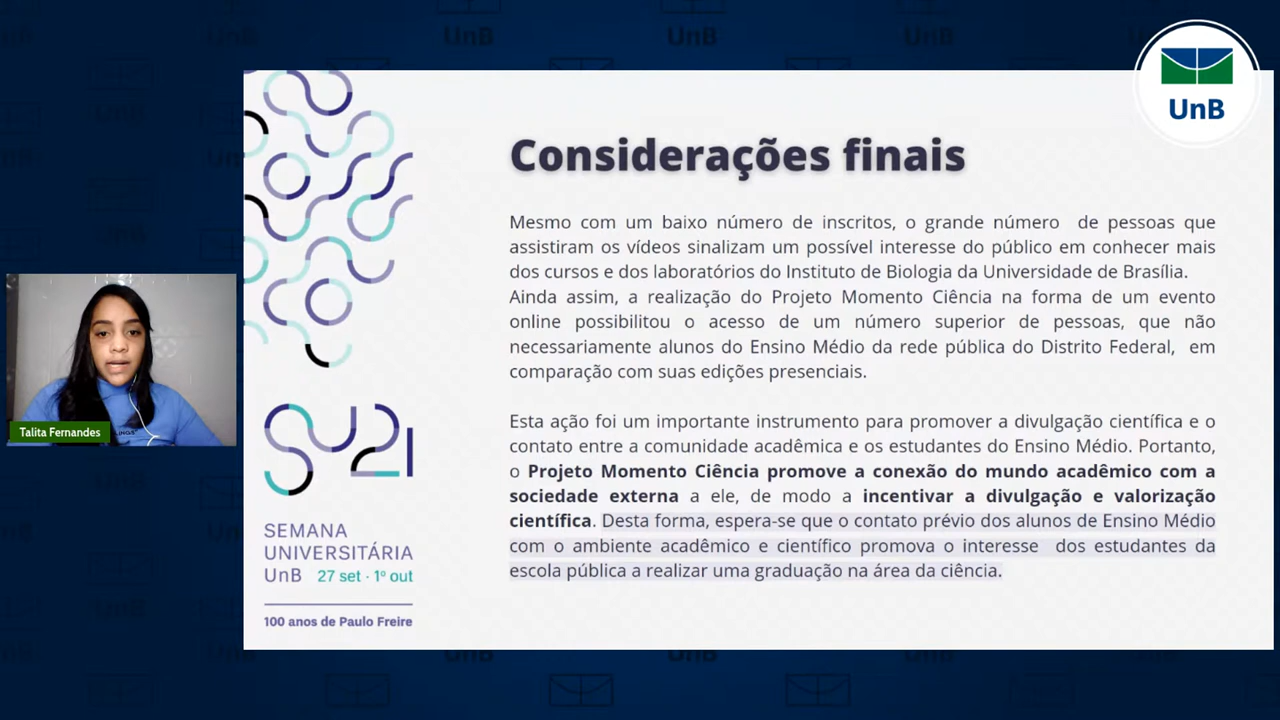 UnB
UnB
UnB
UnB
Considerações finais
Mesmo com um baixo número de inscritos, o grande número de pessoas que
assistiram os vídeos sinalizam um possível interesse do público em conhecer mais
dos cursos e dos laboratórios do Instituto de Biologia da Universidade de Brasília.
Ainda assim, a realização do Projeto Momento Ciência na forma de um evento
online possibilitou o acesso de um número superior de pessoas, que não
necessariamente alunos do Ensino Médio da rede pública do Distrito Federal, em
comparação com suas edições presenciais.
Esta ação foi um importante instrumento para promover a divulgação científica e o
contato entre a comunidade acadêmica e os estudantes do Ensino Médio. Portanto,
o Projeto Momento Ciência promove a conexão do mundo acadêmico com a
sociedade externa a ele, de modo a incentivar a divulgação e valorização
científica. Desta forma, espera-se que o contato prévio dos alunos de Ensino Médio
com o ambiente acadêmico e científico promova o interesse dos estudantes da
escola pública a realizar uma graduação na área da ciência.
Talita Fernandes
SU21
SEMANA
UNIVERSITÁRIA
UnB 27 set · 1º out
100 anos de Paulo Freire